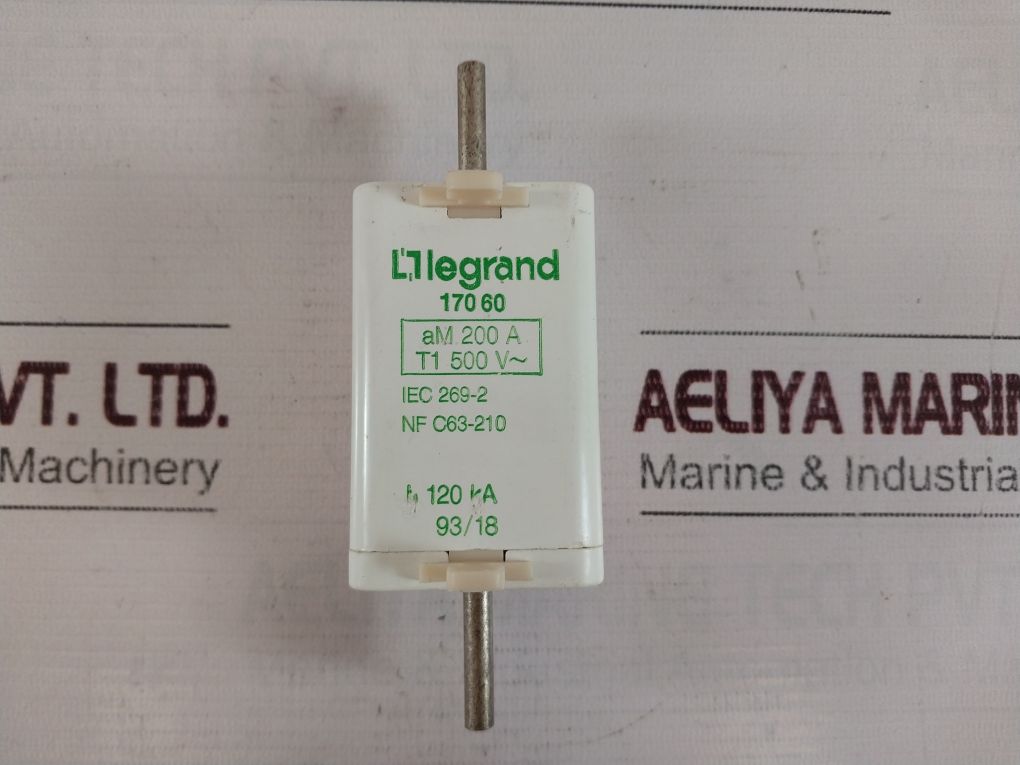 legrand
170 60
aM 200 A
T1 500 V~
IEC 269-2
NF C63-210
120 kA
93/18
VT. LTD.
Machinery
AELIYA MARIN
Marine & Industria